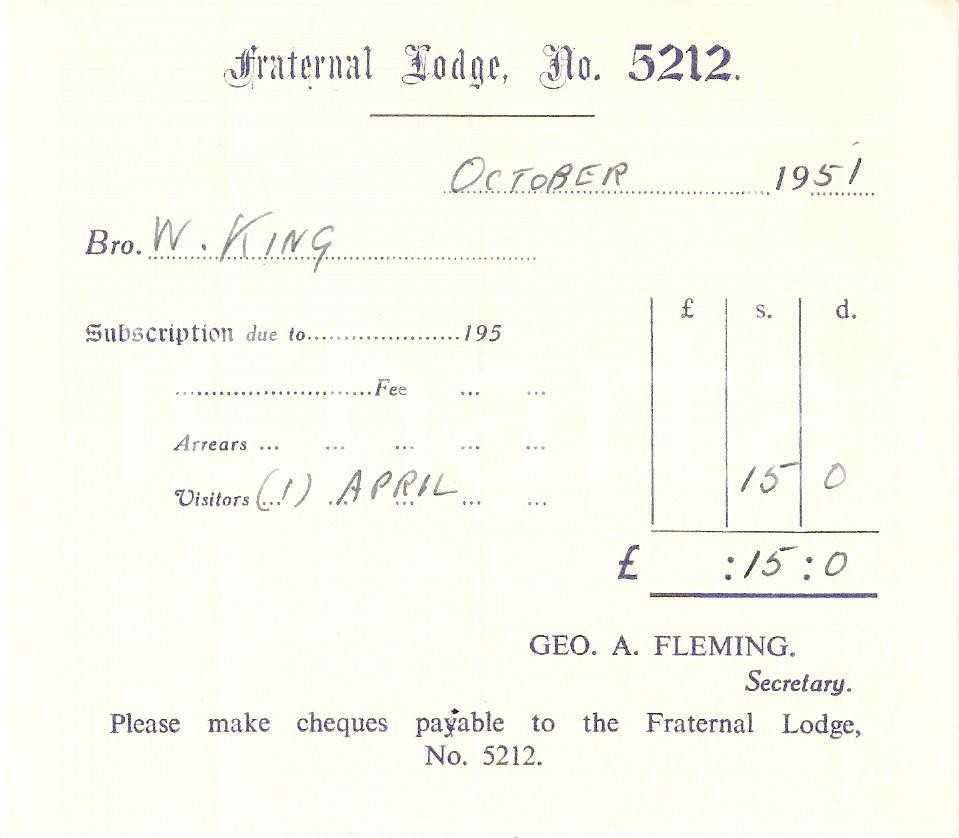 Fraternal Lodge, No. 5212.
OCTOBER 1951
Bro. W. KING
£ s. d.
Subscription due to.....................195
...........................Fee ... ...
Arrears ... ... ... ... ...
Visitors (1) APRIL ... ... 15 0
£ :15:0
GEO. A. FLEMING.
Secretary.
Please make cheques payable to the Fraternal Lodge,
No. 5212.